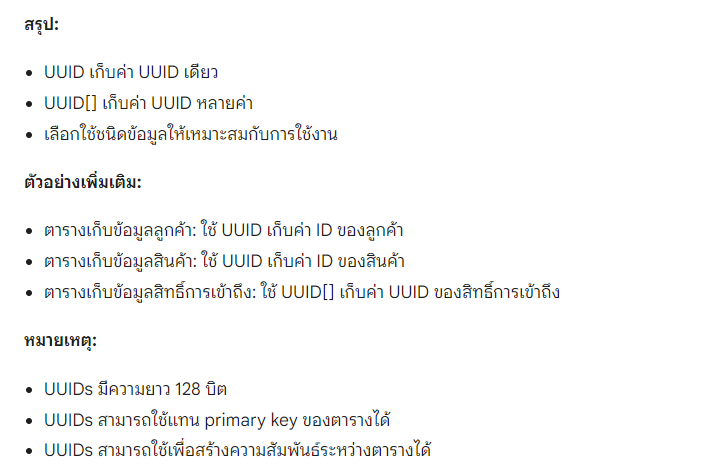 สรุป:
UUID เก็บค่า UUID เดียว
UUID[] เก็บค่า UUID หลายค่า
เลือกใช้ชนิดข้อมูลให้เหมาะสมกับการใช้งาน
ตัวอย่างเพิ่มเติม:
ตารางเก็บข้อมูลลูกค้า: ใช้ UUID เก็บค่า ID ของลูกค้า
ตารางเก็บข้อมูลสินค้า: ใช้ UUID เก็บค่า ID ของสินค้า
ตารางเก็บข้อมูลสิทธิ์การเข้าถึง: ใช้ UUID[] เก็บค่า UUID ของสิทธิ์การเข้าถึง
หมายเหตุ:
UUIDs มีความยาว 128 บิต
UUIDs สามารถใช้แทน primary key ของตารางได้
UUIDs สามารถใช้เพื่อสร้างความสัมพันธ์ระหว่างตารางได้